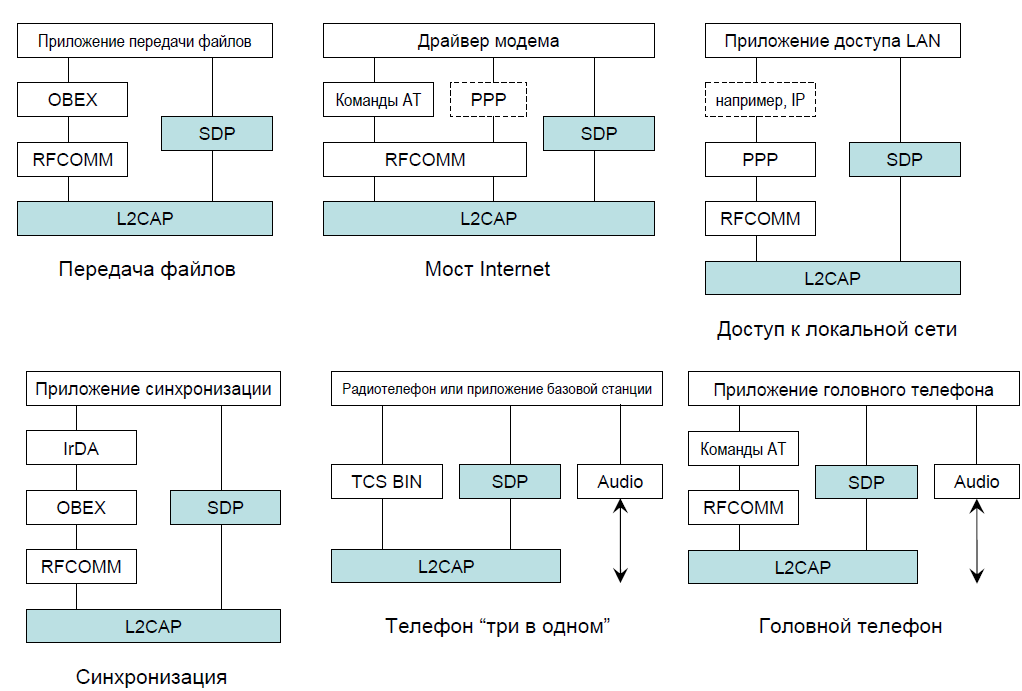 Приложение передачи файлов
OBEX
SDP
RFCOMM
L2CAP
Передача файлов
Драйвер модема
Команды AT
PPP
SDP
RFCOMM
L2CAP
Мост Internet
Приложение доступа LAN
например, IP
PPP
SDP
RFCOMM
L2CAP
Доступ к локальной сети
Приложение синхронизации
IrDA
OBEX
SDP
RFCOMM
L2CAP
Синхронизация
Радиотелефон или приложение базовой станции
TCS BIN
SDP
Audio
L2CAP
Телефон “три в одном”
Приложение головного телефона
Команды AT
SDP
Audio
RFCOMM
L2CAP
Головной телефон